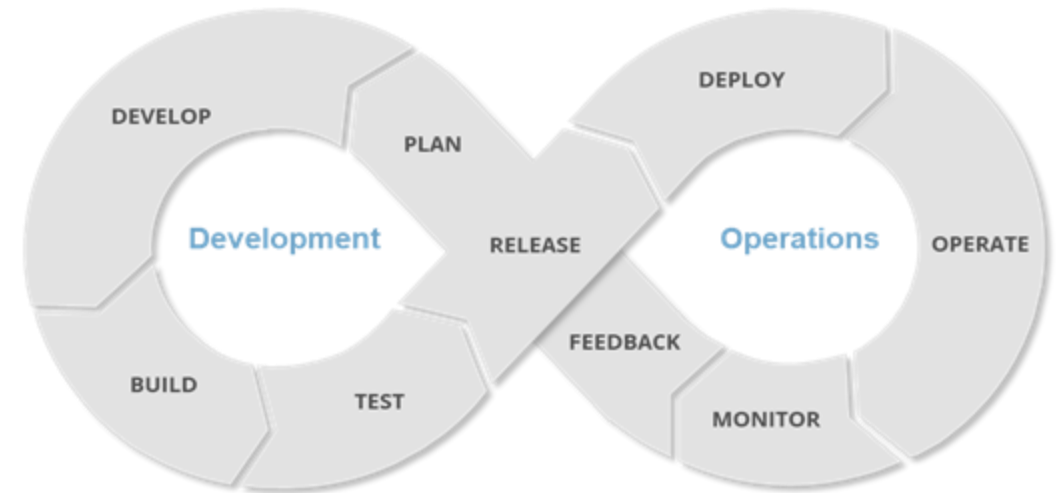 DEPLOY
DEVELOP
PLAN
Development
RELEASE
Operations
OPERATE
FEEDBACK
BUILD
TEST
MONITOR